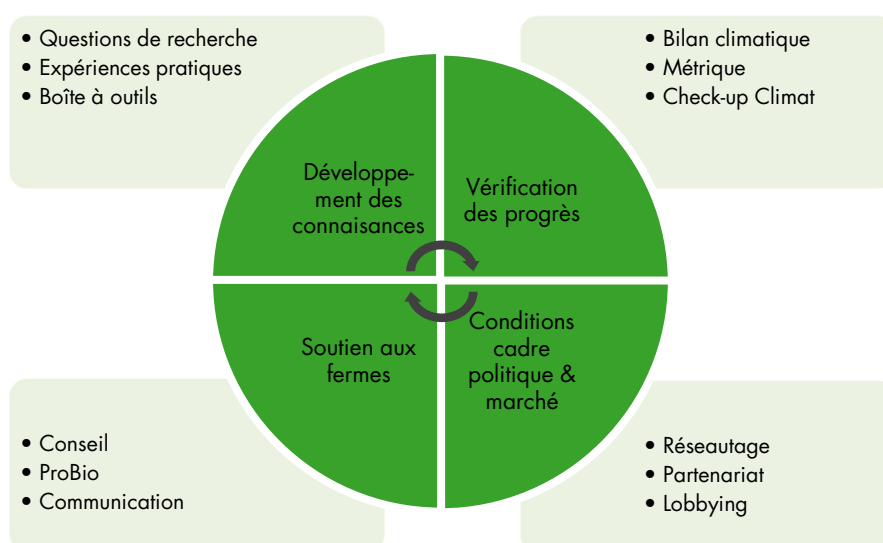 • Questions de recherche
• Expériences pratiques
• Boîte à outils
• Bilan climatique
• Métrique
• Check-up Climat
Développe-
ment des
connaisances
Vérification
des progrès
Soutien aux
fermes
Conditions
cadre
politique &
marché
• Conseil
• ProBio
• Communication
• Réseautage
• Partenariat
• Lobbying